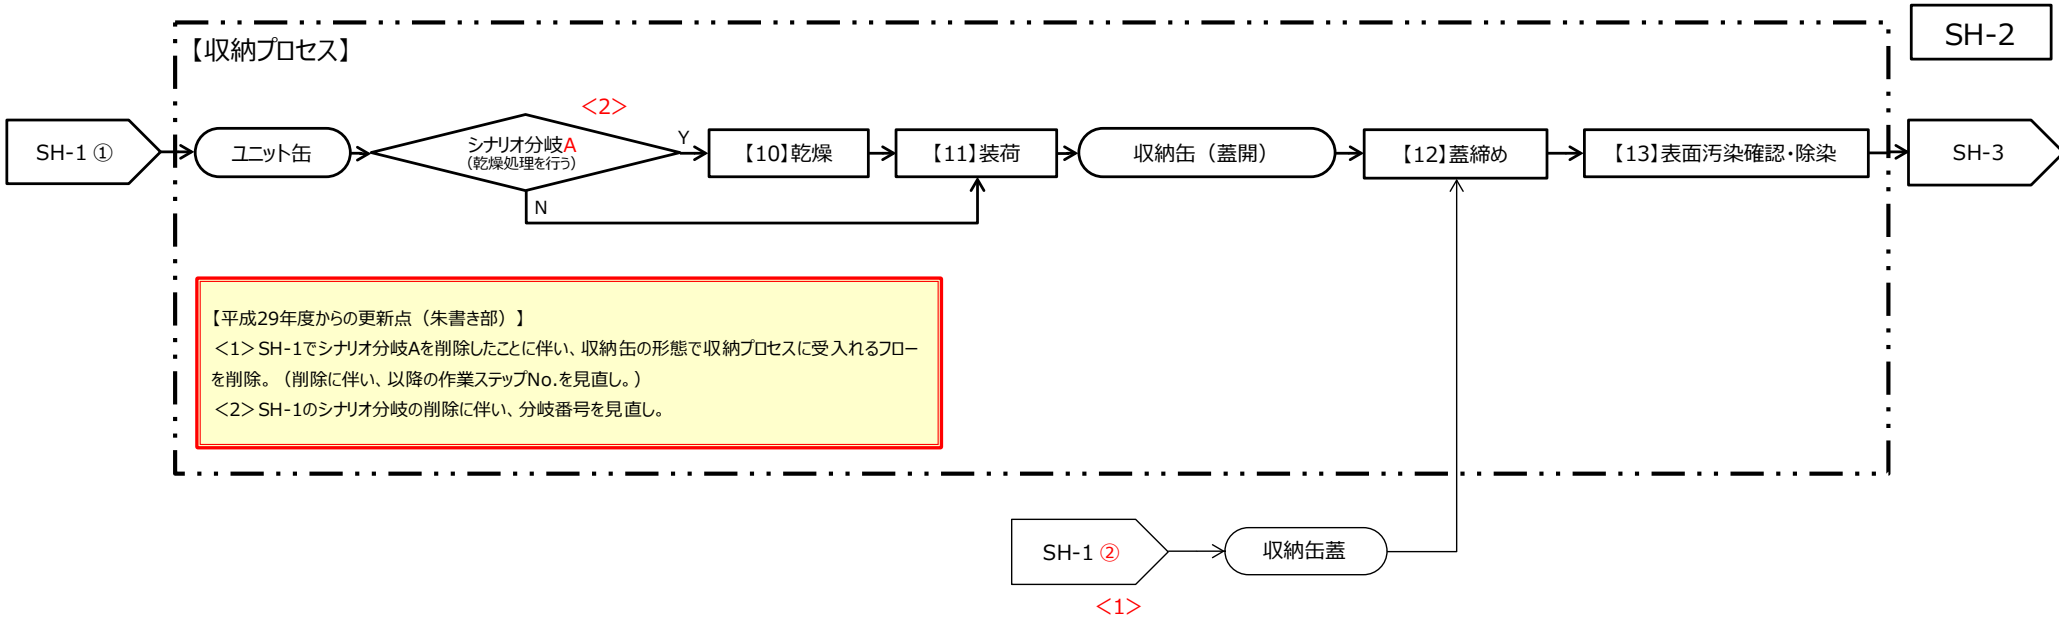 SH-2
【収納プロセス】
<2>
SH-1 ①
ユニット缶
シナリオ分岐A
（乾燥処理を行う）
Y
N
【10】乾燥
【11】装荷
収納缶（蓋開）
【12】蓋締め
【13】表面汚染確認・除染
SH-3
【平成29年度からの更新点（朱書き部）】
<1> SH-1でシナリオ分岐Aを削除したことに伴い、収納缶の形態で収納プロセスに受入れるフロー
を削除。（削除に伴い、以降の作業ステップNo.を見直し。）
<2> SH-1のシナリオ分岐の削除に伴い、分岐番号を見直し。
SH-1 ②
収納缶蓋
<1>